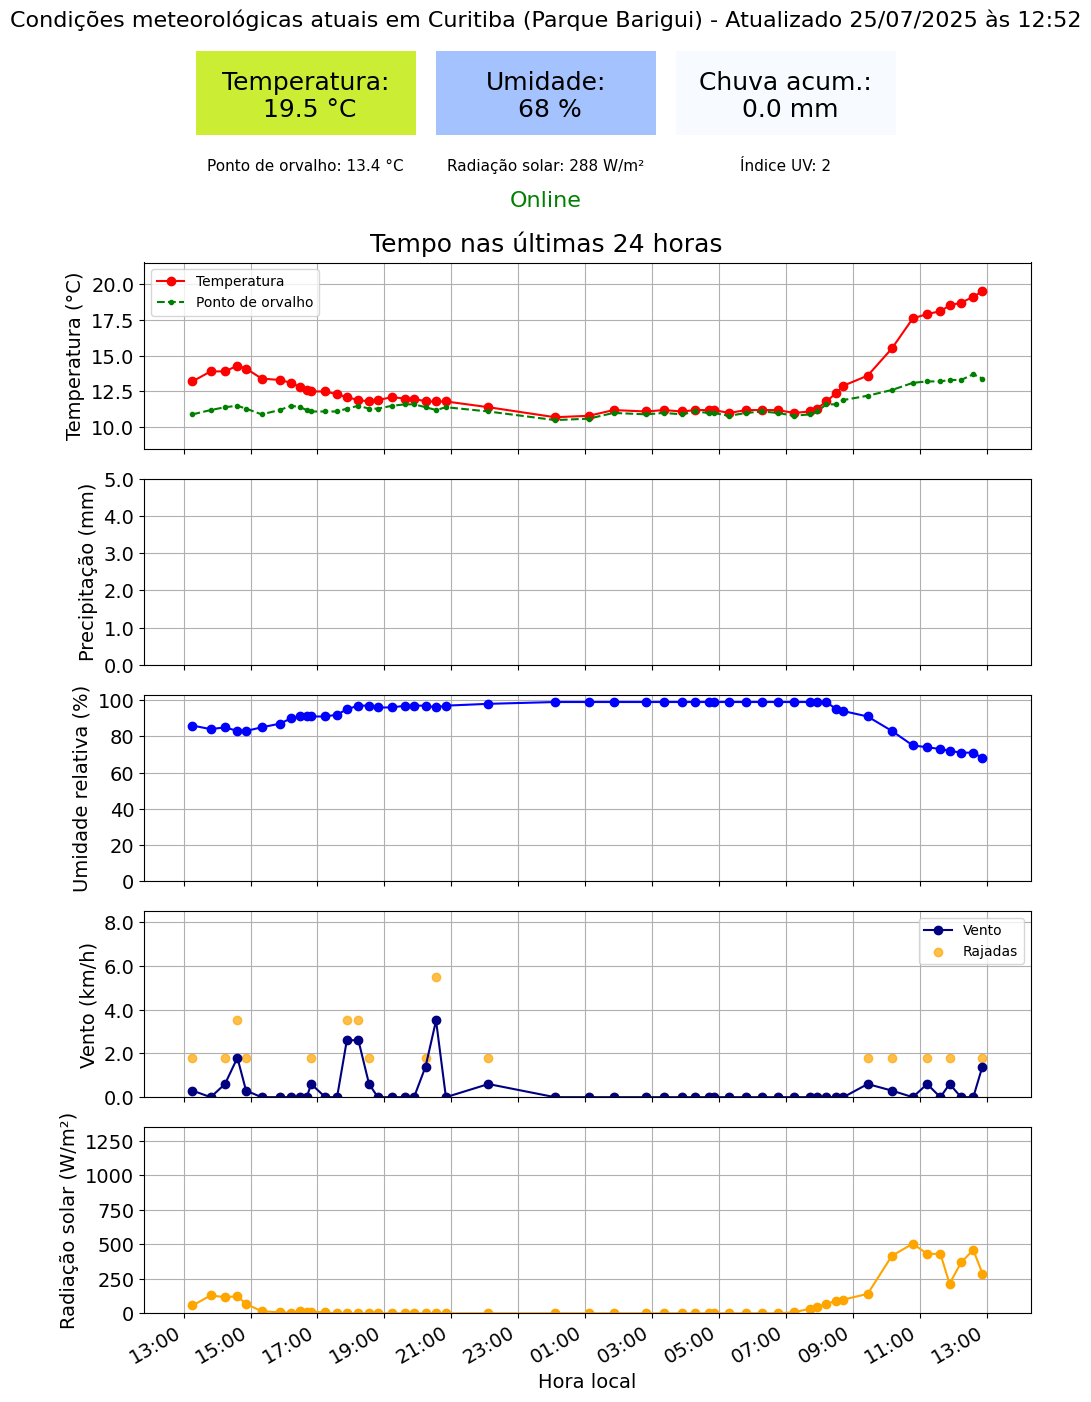 Condições meteorológicas atuais em Curitiba (Parque Barigui) - Atualizado 25/07/2025 às 12:52
Temperatura:
19.5 °C
Umidade:
68 %
Chuva acum.:
0.0 mm
Ponto de orvalho: 13.4 °C
Radiação solar: 288 W/m²
Índice UV: 2
Online
Tempo nas últimas 24 horas
Temperatura (°C)
20.0
17.5
15.0
12.5
10.0
Temperatura
Ponto de orvalho
Precipitação (mm)
5.0
4.0
3.0
2.0
1.0
0.0
Umidade relativa (%)
100
80
60
40
20
0
Vento (km/h)
8.0
6.0
4.0
2.0
0.0
Vento
Rajadas
Radiação solar (W/m²)
1250
1000
750
500
250
0
13:00
15:00
17:00
19:00
21:00
23:00
01:00
03:00
05:00
07:00
09:00
11:00
13:00
Hora local